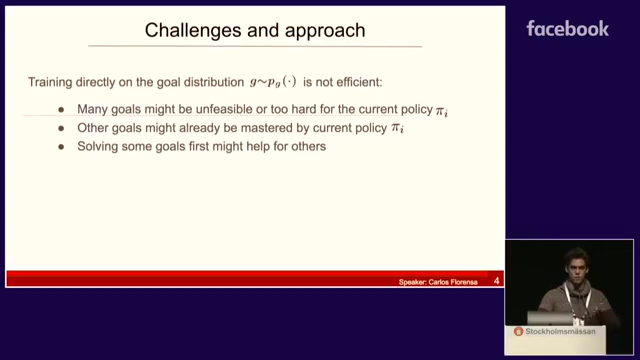 Challenges and approach
facebook
Training directly on the goal distribution g∼p_g(·) is not efficient:
● Many goals might be unfeasible or too hard for the current policy π_i
● Other goals might already be mastered by current policy π_i
● Solving some goals first might help for others
Speaker: Carlos Florensa 4
Stockholmsmässan